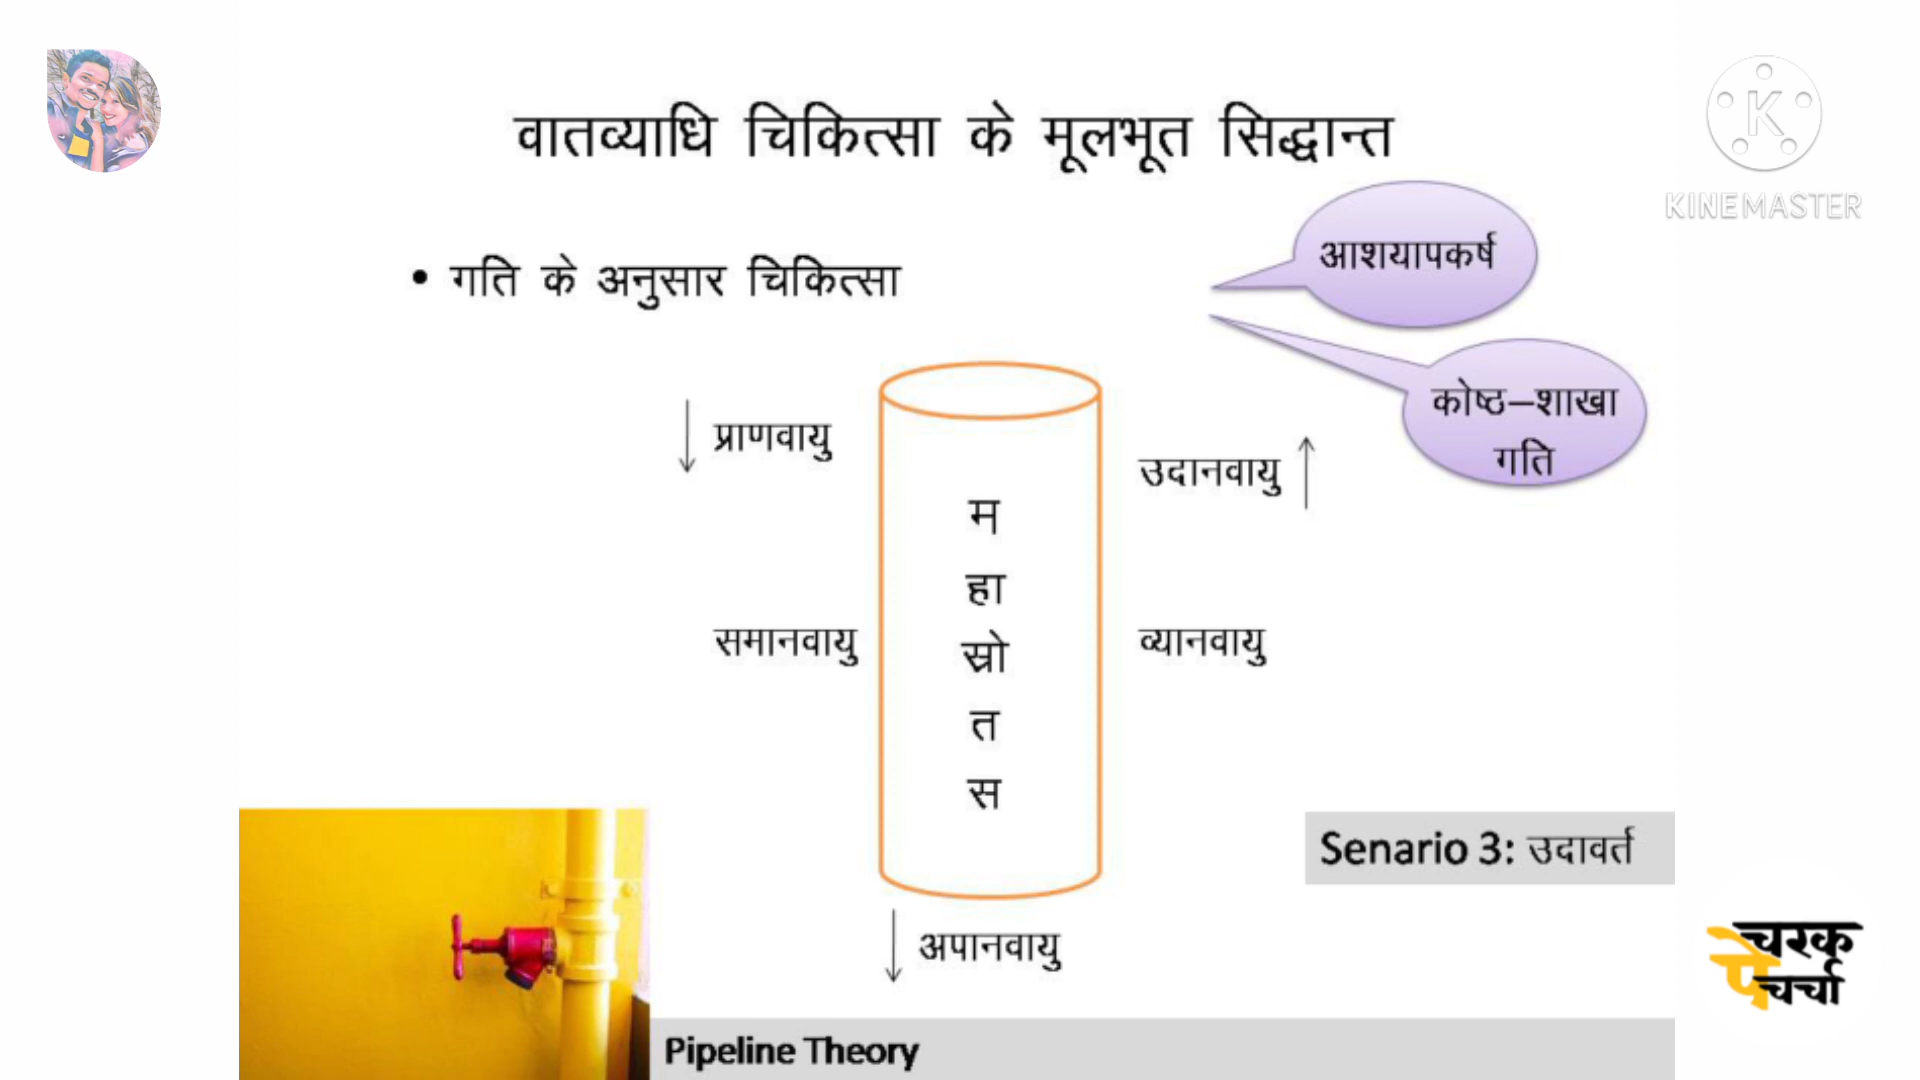 वातव्याधि चिकित्सा के मूलभूत सिद्धान्त
K
KINEMASTER
आशयापकर्ष
• गति के अनुसार चिकित्सा
कोष्ठ–शाखा
गति
प्राणवायु
उदानवायु
म
हा
स्रो
त
स
समानवायु
व्यानवायु
Senario 3: उदावर्त
अपानवायु
चरक
पे
चर्चा
Pipeline Theory